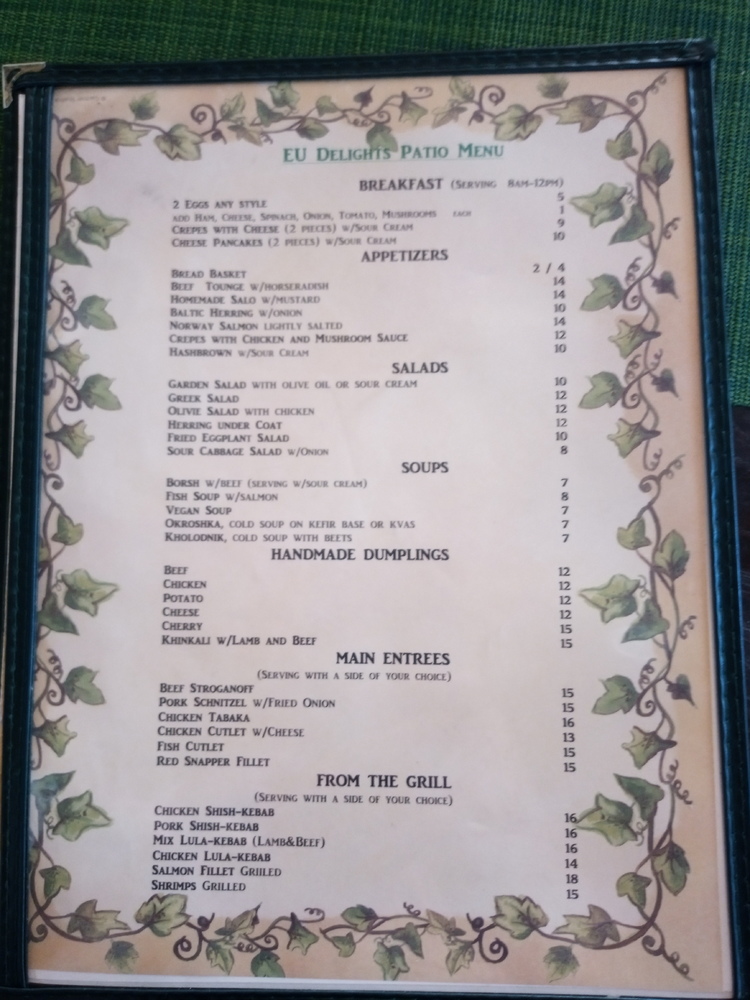 EU Delights Patio Menu
BREAKFAST (Serving 8am-12pm)
2 Eggs any style 5
add Ham, Cheese, Spinach, Onion, Tomato, Mushrooms each 1
Crepes with Cheese (2 pieces) w/Sour Cream 9
Cheese Pancakes (2 pieces) w/Sour Cream 10
APPETIZERS
Bread Basket 2 / 4
Beef Tounge w/horseradish 14
Homemade Salo w/mustard 14
Baltic Herring w/onion 10
Norway Salmon lightly salted 14
Crepes with Chicken and Mushroom Sauce 12
Hashbrown w/Sour Cream 10
SALADS
Garden Salad with olive oil or sour cream 10
Greek Salad 12
Olivie Salad with chicken 12
Herring under Coat 12
Fried Eggplant Salad 10
Sour Cabbage Salad w/Onion 8
SOUPS
Borsh w/beef (serving w/sour cream) 7
Fish Soup w/salmon 8
Vegan Soup 7
Okroshka, cold soup on kefir base or kvas 7
Kholodnik, cold soup with beets 7
HANDMADE DUMPLINGS
Beef 12
Chicken 12
Potato 12
Cheese 12
Cherry 15
Khinkali w/Lamb and Beef 15
MAIN ENTREES
(Serving with a side of your choice)
Beef Stroganoff 15
Pork Schnitzel w/Fried Onion 15
Chicken Tabaka 16
Chicken Cutlet w/Cheese 13
Fish Cutlet 15
Red Snapper Fillet 15
FROM THE GRILL
(Serving with a side of your choice)
Chicken Shish-kebab 16
Pork Shish-kebab 16
Mix Lula-kebab (Lamb&Beef) 16
Chicken Lula-kebab 14
Salmon Fillet Griiled 18
Shrimps Grilled 15